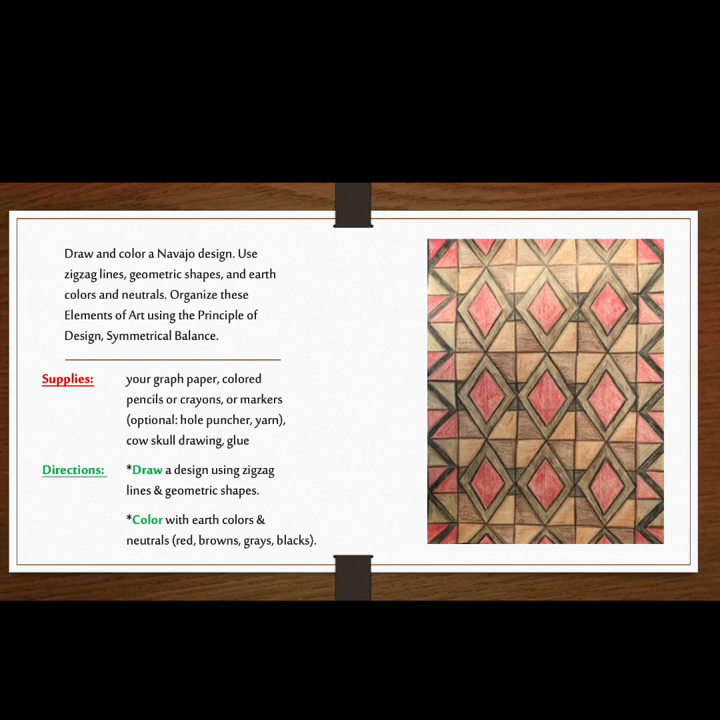 Draw and color a Navajo design. Use
zigzag lines, geometric shapes, and earth
colors and neutrals. Organize these
Elements of Art using the Principle of
Design, Symmetrical Balance.
Supplies: your graph paper, colored
pencils or crayons, or markers
(optional: hole puncher, yarn),
cow skull drawing, glue
Directions: *Draw a design using zigzag
lines & geometric shapes.
*Color with earth colors &
neutrals (red, browns, grays, blacks).